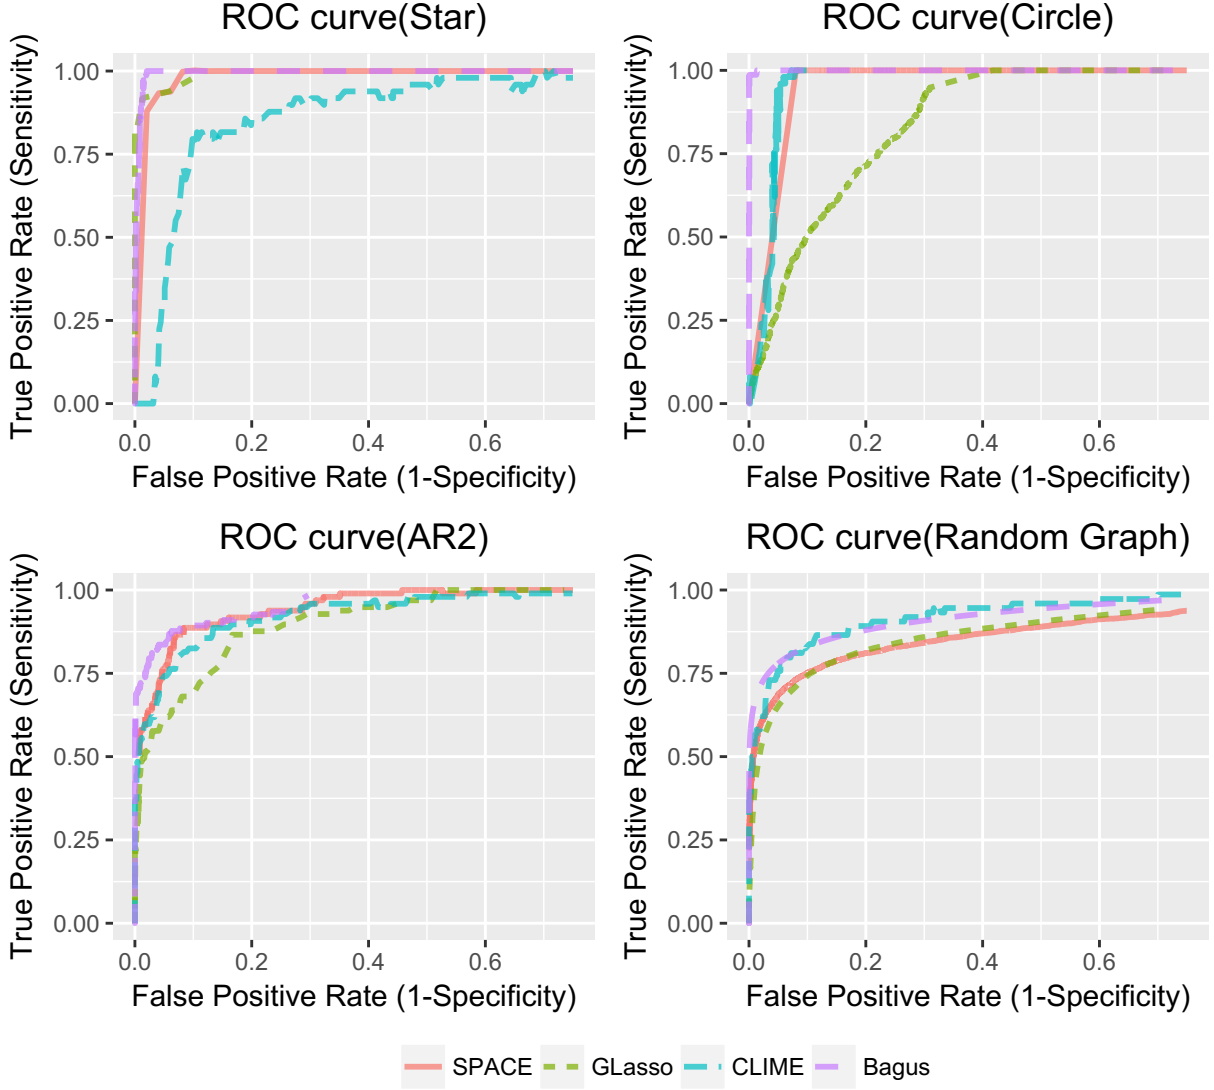 ROC curve(Star)
True Positive Rate (Sensitivity)
1.00
0.75
0.50
0.25
0.00
0.0 0.2 0.4 0.6
False Positive Rate (1-Specificity)
ROC curve(Circle)
True Positive Rate (Sensitivity)
1.00
0.75
0.50
0.25
0.00
0.0 0.2 0.4 0.6
False Positive Rate (1-Specificity)
ROC curve(AR2)
True Positive Rate (Sensitivity)
1.00
0.75
0.50
0.25
0.00
0.0 0.2 0.4 0.6
False Positive Rate (1-Specificity)
ROC curve(Random Graph)
True Positive Rate (Sensitivity)
1.00
0.75
0.50
0.25
0.00
0.0 0.2 0.4 0.6
False Positive Rate (1-Specificity)
SPACE GLasso CLIME Bagus